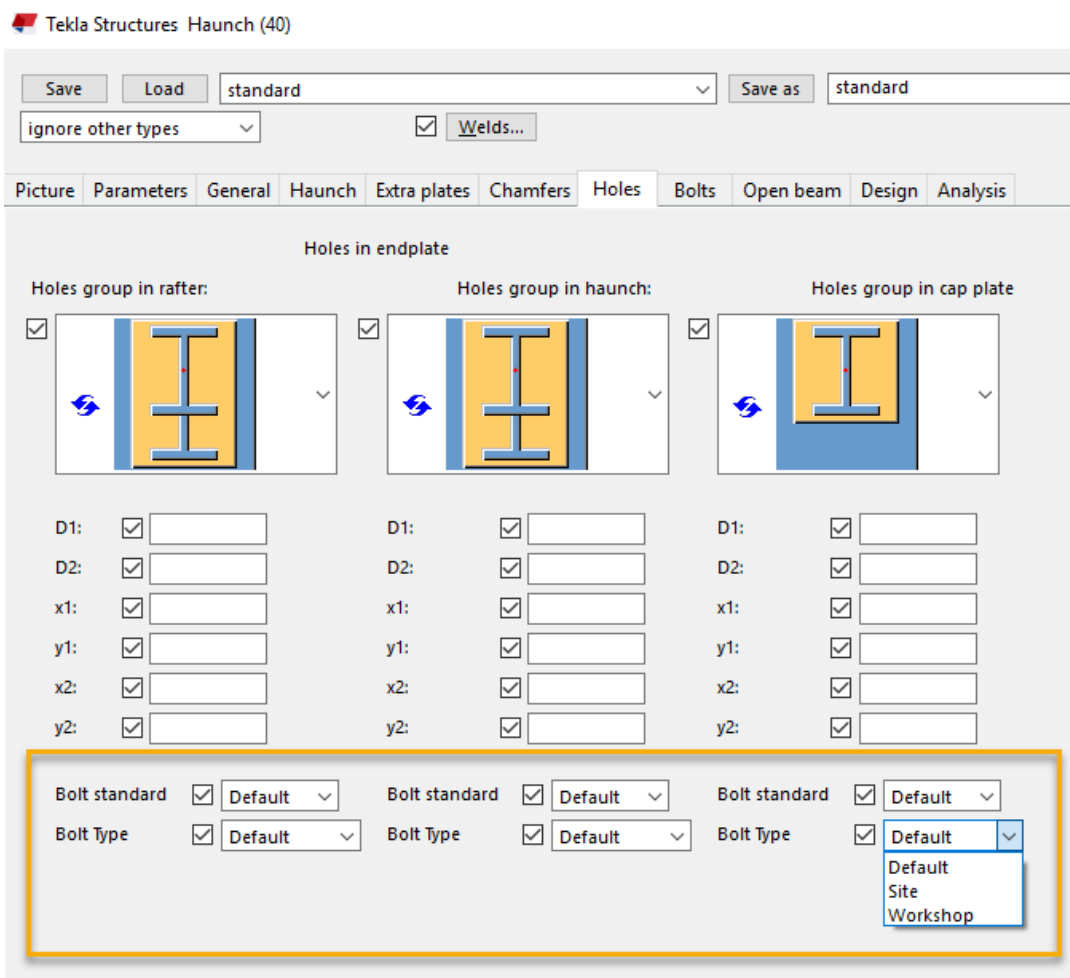 Tekla Structures Haunch (40)
Save Load standard Save as standard
ignore other types Welds...
Picture Parameters General Haunch Extra plates Chamfers Holes Bolts Open beam Design Analysis
Holes in endplate
Holes group in rafter: Holes group in haunch: Holes group in cap plate
D1: D1: D1:
D2: D2: D2:
x1: x1: x1:
y1: y1: y1:
x2: x2: x2:
y2: y2: y2:
Bolt standard Default Bolt standard Default Bolt standard Default
Bolt Type Default Bolt Type Default Bolt Type Default
Default
Site
Workshop